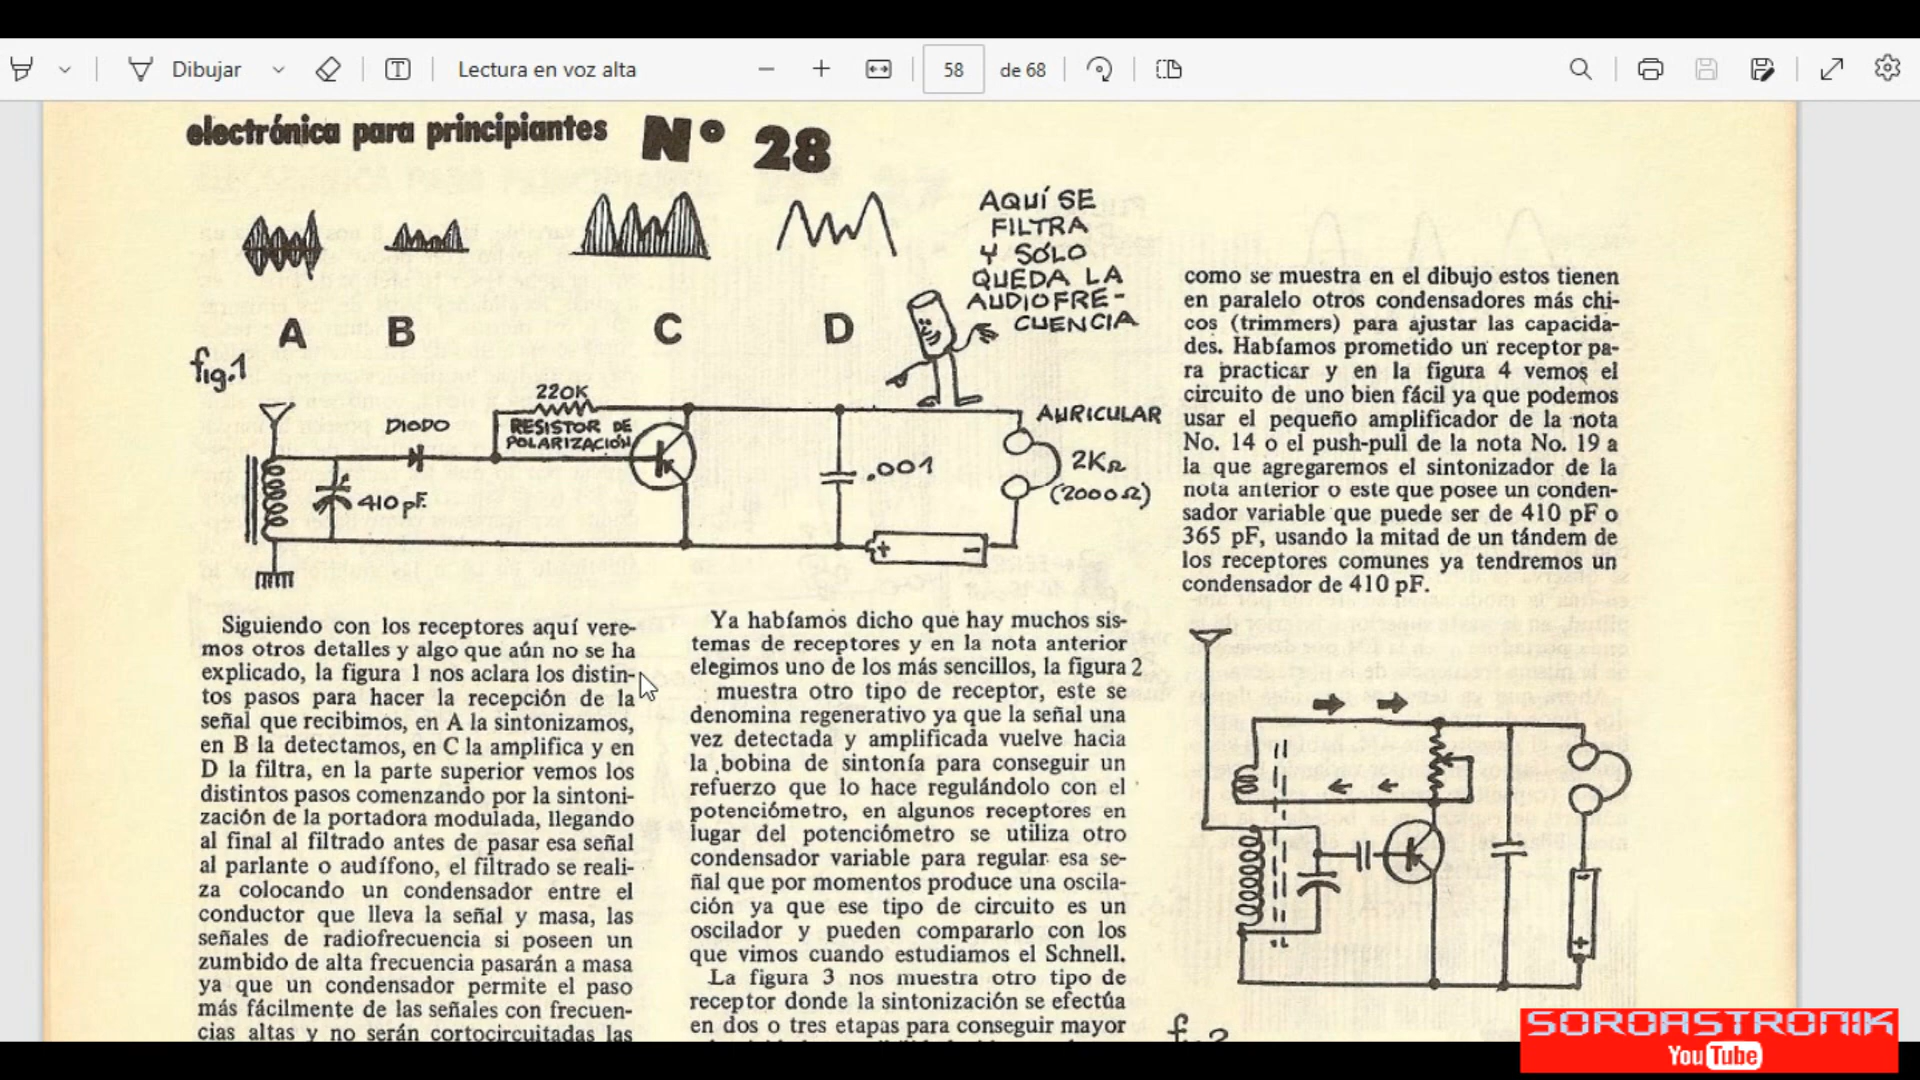 Dibujar
Lectura en voz alta
58
de 68
electrónica para principiantes Nº 28
AQUÍ SE
FILTRA
Y SÓLO
QUEDA LA
AUDIOFRE-
CUENCIA
A B C D
fig.1
220K
RESISTOR DE
POLARIZACIÓN
DIODO
410 pF.
.001
AURICULAR
2KΩ
(2000Ω)
+ -
Siguiendo con los receptores aquí vere-
mos otros detalles y algo que aún no se ha
explicado, la figura 1 nos aclara los distin-
tos pasos para hacer la recepción de la
señal que recibimos, en A la sintonizamos,
en B la detectamos, en C la amplifica y en
D la filtra, en la parte superior vemos los
distintos pasos comenzando por la sintoni-
zación de la portadora modulada, llegando
al final al filtrado antes de pasar esa señal
al parlante o audífono, el filtrado se reali-
za colocando un condensador entre el
conductor que lleva la señal y masa, las
señales de radiofrecuencia si poseen un
zumbido de alta frecuencia pasarán a masa
ya que un condensador permite el paso
más fácilmente de las señales con frecuen-
cias altas y no serán cortocircuitadas las
Ya habíamos dicho que hay muchos sis-
temas de receptores y en la nota anterior
elegimos uno de los más sencillos, la figura 2
muestra otro tipo de receptor, este se
denomina regenerativo ya que la señal una
vez detectada y amplificada vuelve hacia
la bobina de sintonía para conseguir un
refuerzo que lo hace regulándolo con el
potenciómetro, en algunos receptores en
lugar del potenciómetro se utiliza otro
condensador variable para regular esa se-
ñal que por momentos produce una oscila-
ción ya que ese tipo de circuito es un
oscilador y pueden compararlo con los
que vimos cuando estudiamos el Schnell.
La figura 3 nos muestra otro tipo de
receptor donde la sintonización se efectúa
en dos o tres etapas para conseguir mayor
como se muestra en el dibujo estos tienen
en paralelo otros condensadores más chi-
cos (trimmers) para ajustar las capacida-
des. Habíamos prometido un receptor pa-
ra practicar y en la figura 4 vemos el
circuito de uno bien fácil ya que podemos
usar el pequeño amplificador de la nota
No. 14 o el push-pull de la nota No. 19 a
la que agregaremos el sintonizador de la
nota anterior o este que posee un conden-
sador variable que puede ser de 410 pF o
365 pF, usando la mitad de un tándem de
los receptores comunes ya tendremos un
condensador de 410 pF.
- +
SOROASTRONIK
YouTube